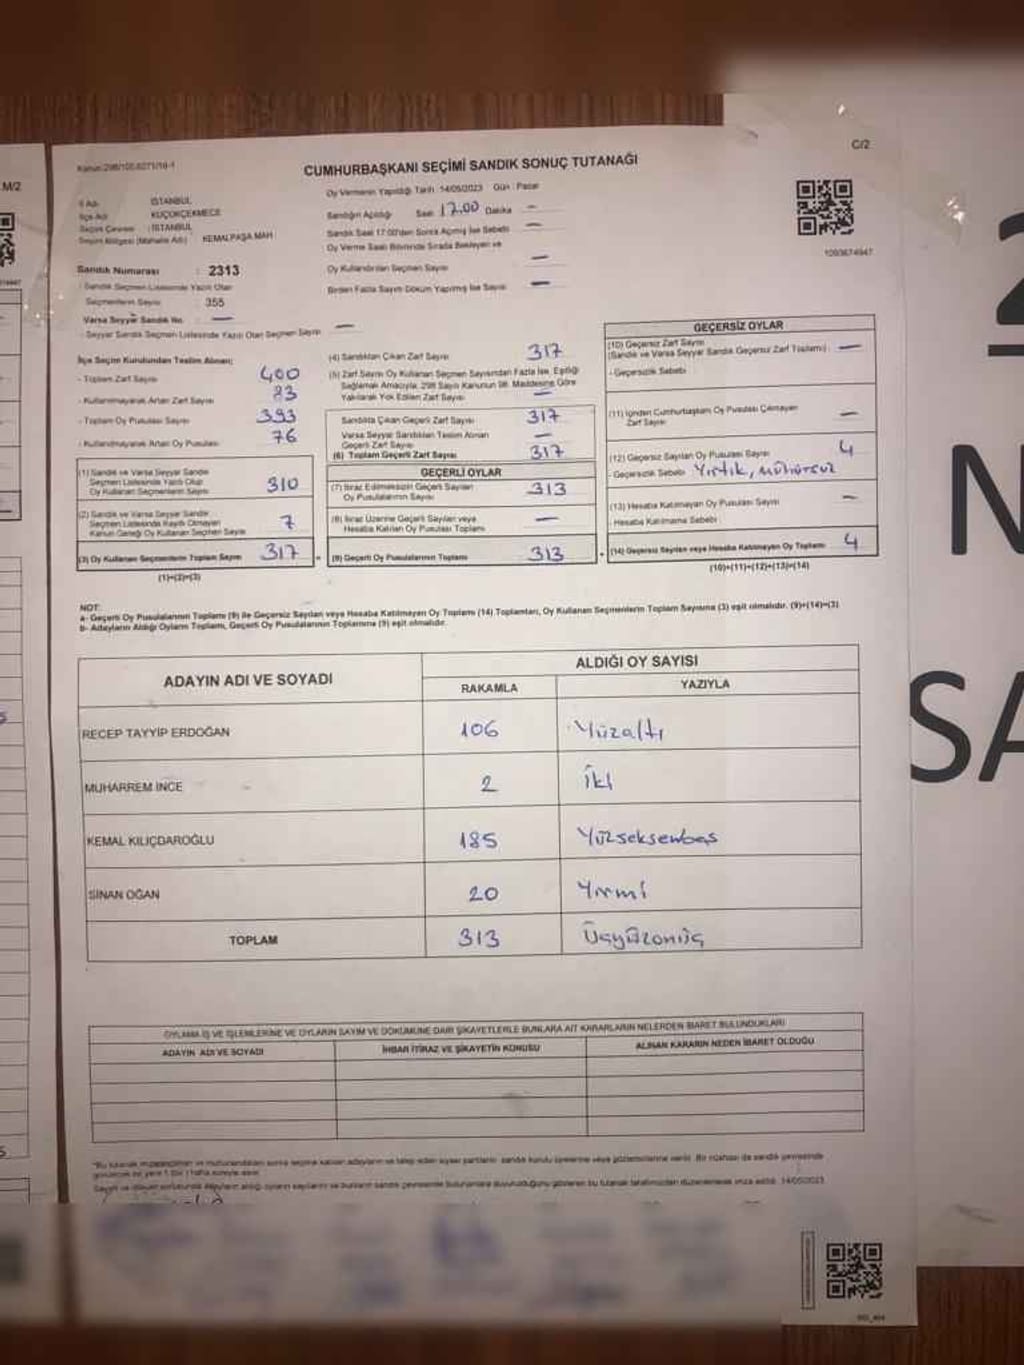 M/2
C/2
CUMHURBAŞKANI SEÇİMİ SANDIK SONUÇ TUTANAĞI
İl Adı İSTANBUL
İlçe Adı KÜÇÜKÇEKMECE
Seçim Çevresi : İSTANBUL
Seçim Bölgesi (Mahalle Adı) KEMALPAŞA MAH.
Sandık Numarası : 2313
- Sandık Seçmen Listesinde Yazılı Olan
Seçmenlerin Sayısı : 355
Varsa Seyyar Sandık No : —
- Seyyar Sandık Seçmen Listesinde Yazılı Olan Seçmen Sayısı —
Oy Vermenin Yapıldığı Tarih 14/05/2023 Gün : Pazar
Sandığın Açıldığı Saat 17.00 Dakika —
Sandık Saat 17:00'den Sonra Açılmış İse Sebebi —
Oy Verme Saati Bitiminde Sırada Bekleyen ve
Oy Kullandırılan Seçmen Sayısı —
Birden Fazla Sayım Döküm Yapılmış İse Sayısı —
1093674947
İlçe Seçim Kurulundan Teslim Alınan;
- Toplam Zarf Sayısı 400
- Kullanılmayarak Artan Zarf Sayısı 83
- Toplam Oy Pusulası Sayısı 393
- Kullanılmayarak Artan Oy Pusulası 76
(1) Sandık ve Varsa Seyyar Sandık
Seçmen Listesinde Yazılı Olup
Oy Kullanan Seçmenlerin Sayısı 310
(2) Sandık ve Varsa Seyyar Sandık
Seçmen Listesinde Kayıtlı Olmayan
Kanun Gereği Oy Kullanan Seçmen Sayısı 7
(3) Oy Kullanan Seçmenlerin Toplam Sayısı 317
(1)+(2)=(3)
(4) Sandıktan Çıkan Zarf Sayısı 317
(5) Zarf Sayısı Oy Kullanan Seçmen Sayısından Fazla İse, Eşitliği
Sağlamak Amacıyla, 298 Sayılı Kanunun 98. Maddesine Göre
Yakılarak Yok Edilen Zarf Sayısı —
Sandıkta Çıkan Geçerli Zarf Sayısı 317
Varsa Seyyar Sandıktan Teslim Alınan
Geçerli Zarf Sayısı —
(6) Toplam Geçerli Zarf Sayısı 317
GEÇERLİ OYLAR
(7) İtiraz Edilmeksizin Geçerli Sayılan
Oy Pusulalarının Sayısı 313
(8) İtiraz Üzerine Geçerli Sayılan veya
Hesaba Katılan Oy Pusulası Toplamı —
= (9) Geçerli Oy Pusulalarının Toplamı 313
GEÇERSİZ OYLAR
(10) Geçersiz Zarf Sayısı
(Sandık ve Varsa Seyyar Sandık Geçersiz Zarf Toplamı) —
- Geçersizlik Sebebi
(11) İçinden Cumhurbaşkanı Oy Pusulası Çıkmayan
Zarf Sayısı —
(12) Geçersiz Sayılan Oy Pusulası Sayısı 4
- Geçersizlik Sebebi Yırtık, mühürsüz
(13) Hesaba Katılmayan Oy Pusulası Sayısı —
- Hesaba Katılmama Sebebi
+ (14) Geçersiz Sayılan veya Hesaba Katılmayan Oy Toplamı 4
(10)+(11)+(12)+(13)=(14)
NOT:
a- Geçerli Oy Pusulalarının Toplamı (9) ile Geçersiz Sayılan veya Hesaba Katılmayan Oy Toplamı (14) Toplamları, Oy Kullanan Seçmenlerin Toplam Sayısına (3) eşit olmalıdır. (9)+(14)=(3)
b- Adayların Aldığı Oyların Toplamı, Geçerli Oy Pusulalarının Toplamına (9) eşit olmalıdır.
ADAYIN ADI VE SOYADI
ALDIĞI OY SAYISI
RAKAMLA YAZIYLA
RECEP TAYYİP ERDOĞAN 106 Yüzaltı
MUHARREM İNCE 2 İki
KEMAL KILIÇDAROĞLU 185 Yüzseksenbeş
SİNAN OĞAN 20 Yirmi
TOPLAM 313 Üçyüzonüç
OYLAMA İŞ VE İŞLEMLERİNE VE OYLARIN SAYIM VE DÖKÜMÜNE DAİR ŞİKAYETLERLE BUNLARA AİT KARARLARIN NELERDEN İBARET BULUNDUKLARI
ADAYIN ADI VE SOYADI İHBAR İTİRAZ VE ŞİKAYETİN KONUSU ALINAN KARARIN NEDEN İBARET OLDUĞU
2
N
SA